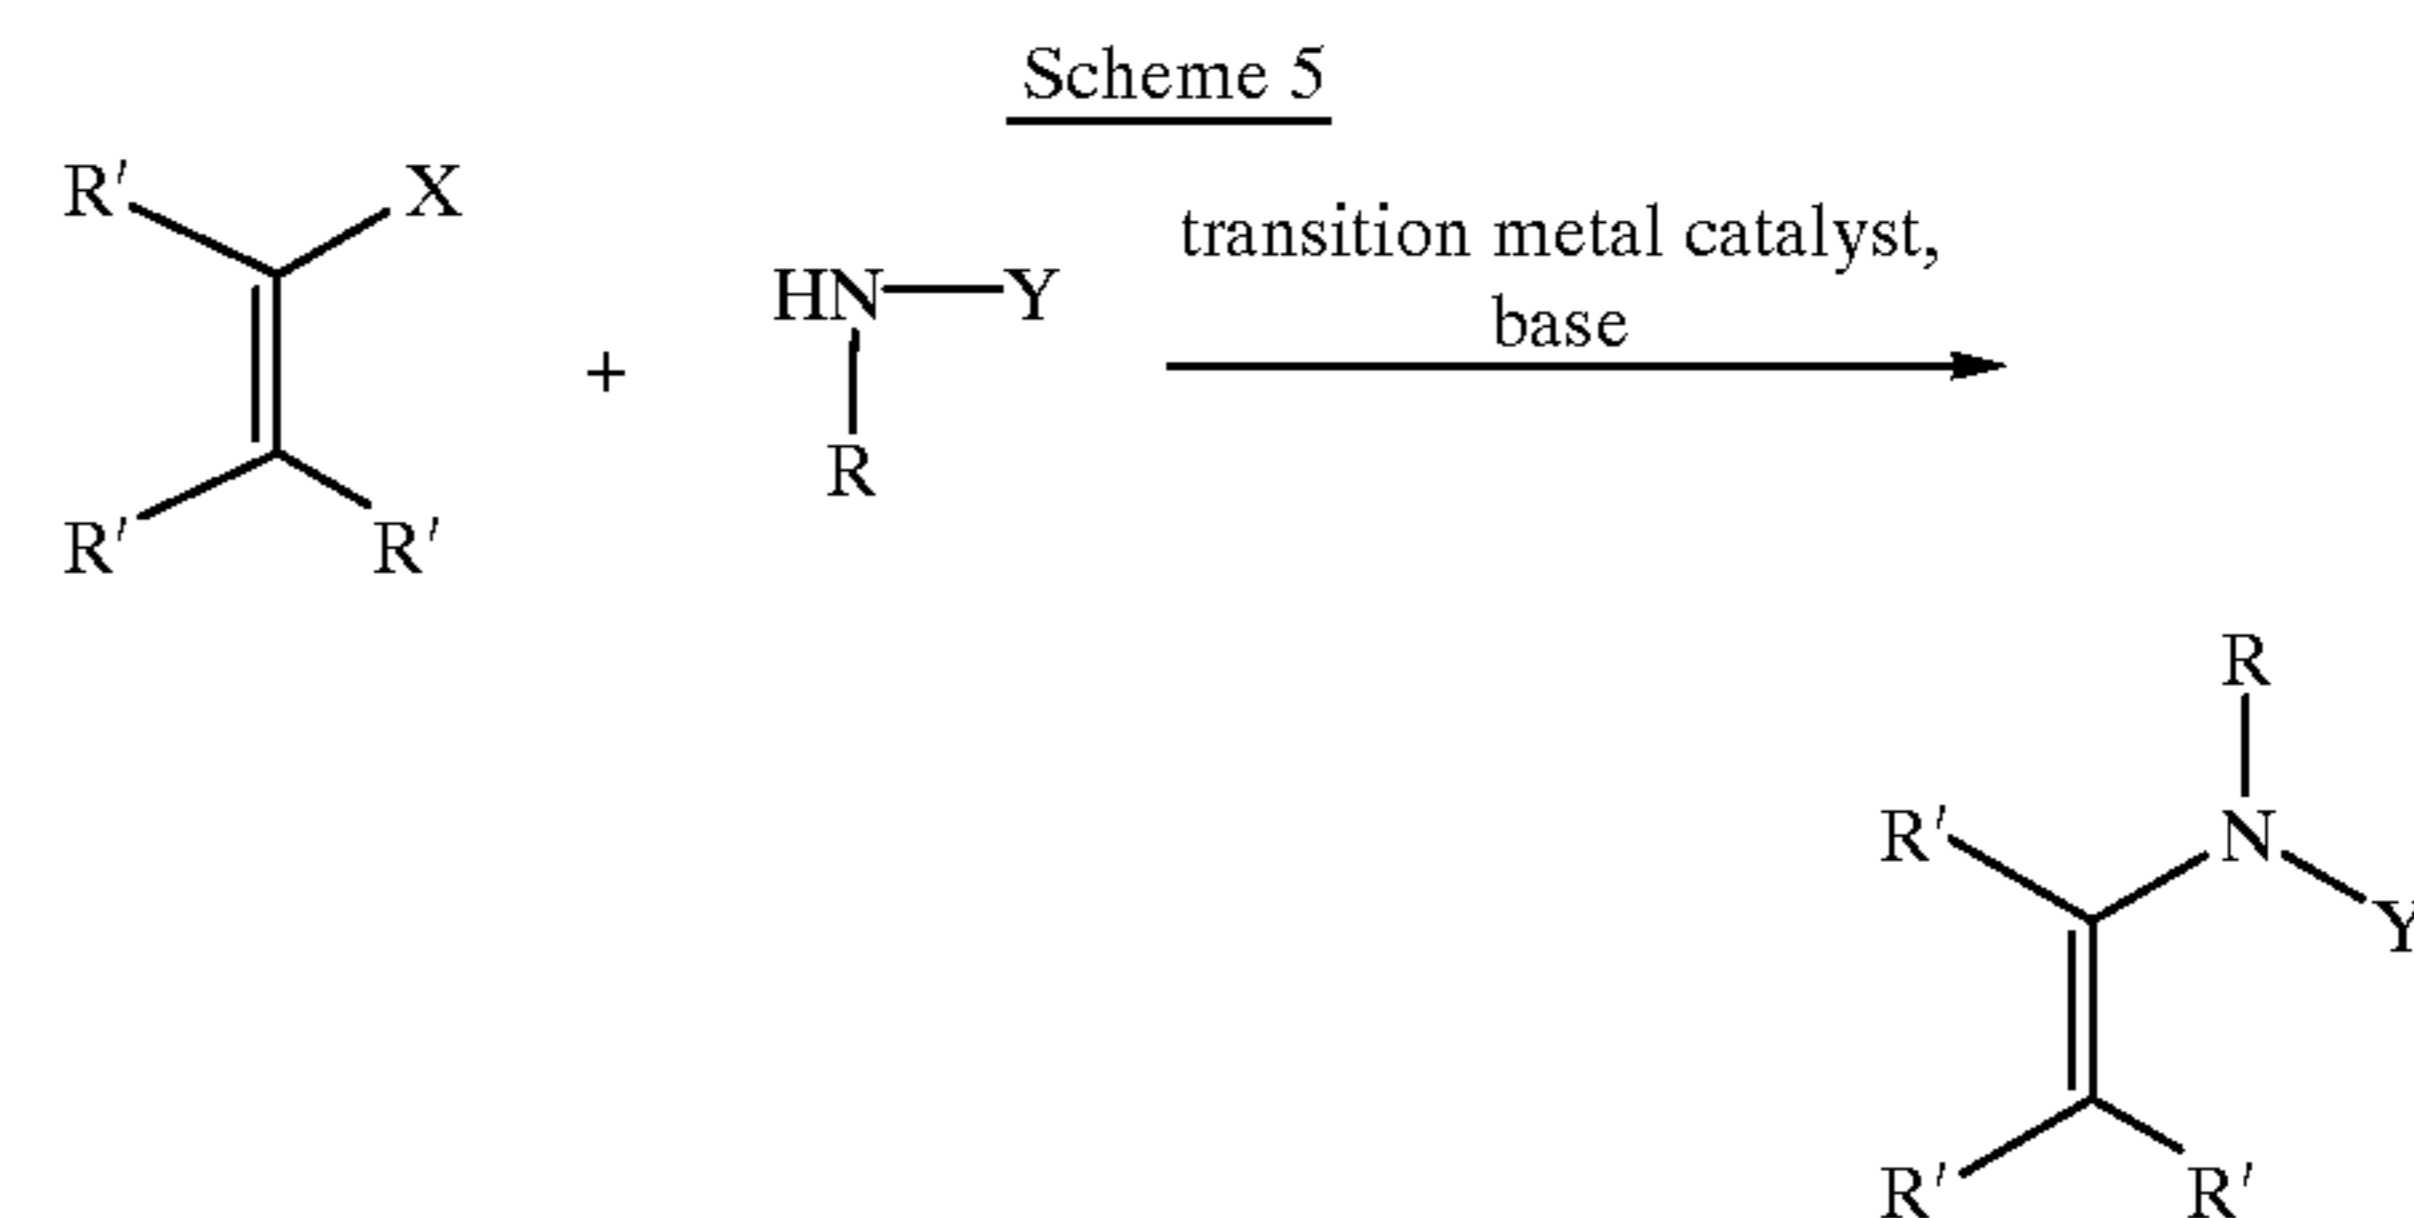 Scheme 5
R' X
transition metal catalyst,
HN Y
base
+
R
R' R'
R
R' N
Y
R' R'